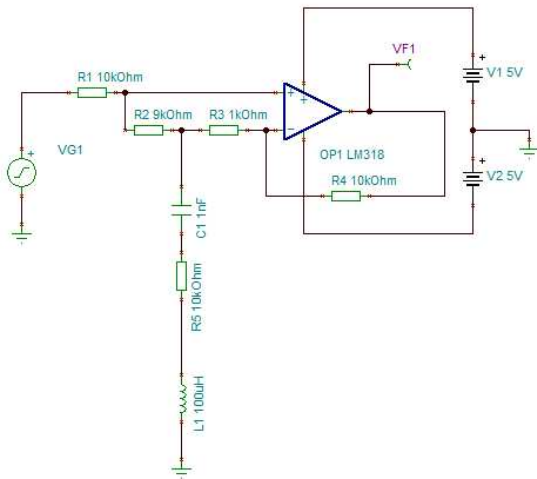 VF1
R1 10kOhm
V1 5V
R2 9kOhm
R3 1kOhm
VG1
OP1 LM318
V2 5V
R4 10kOhm
C1 1nF
R5 10kOhm
L1 100uH